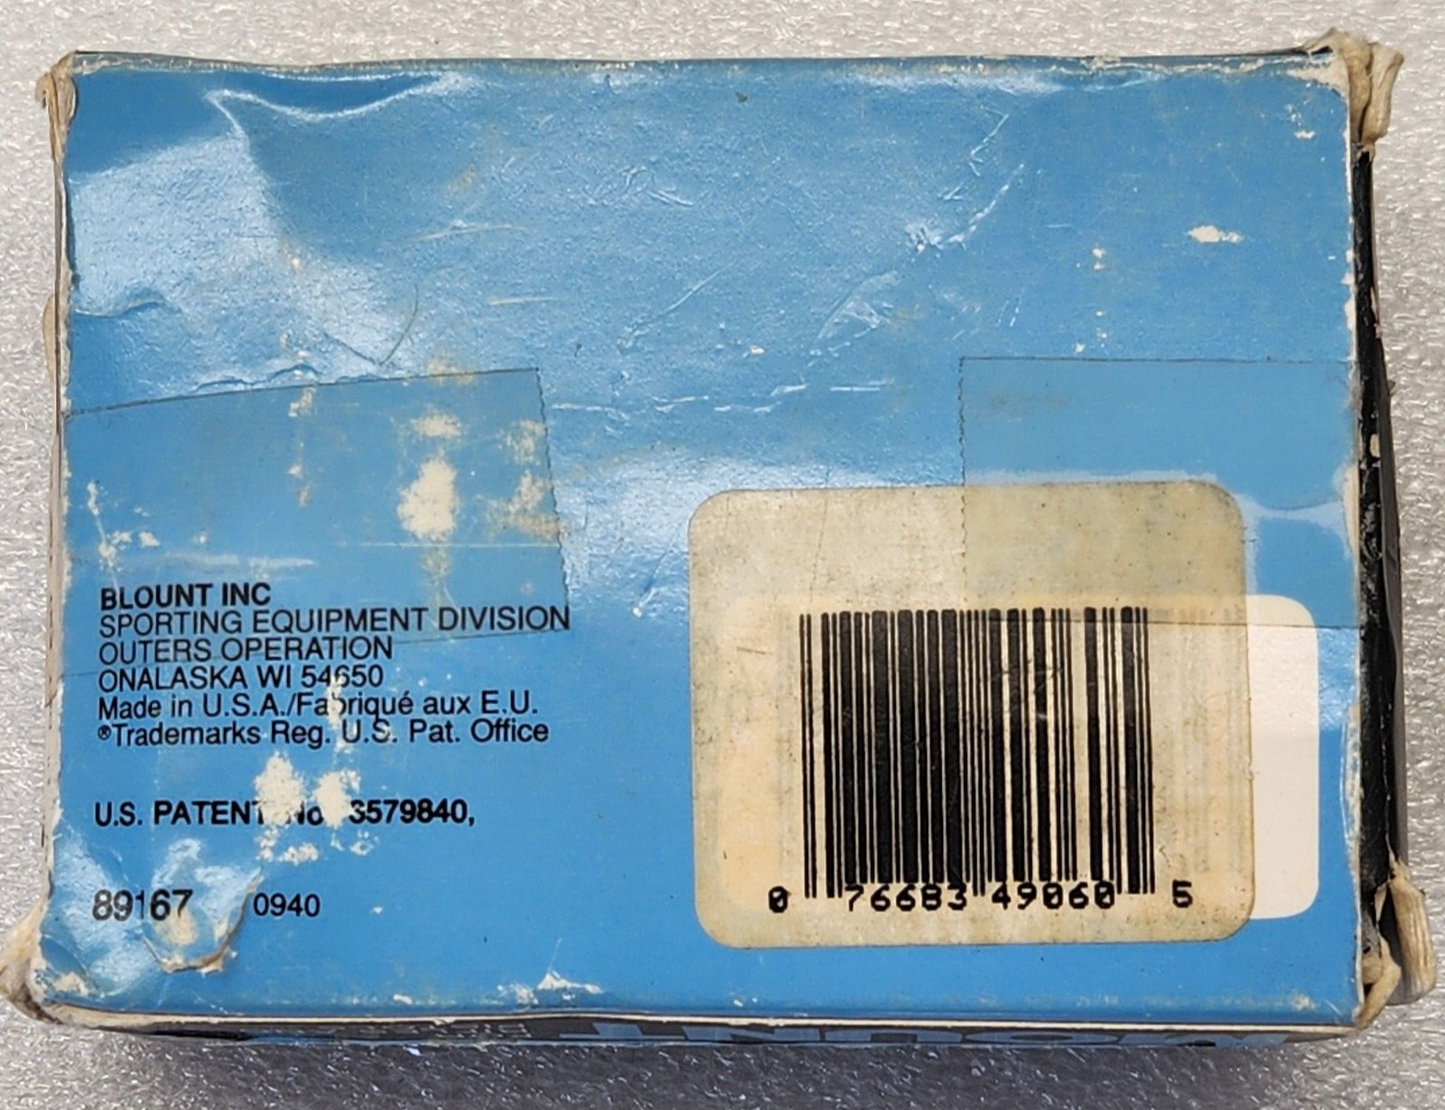 BLOUNT INC
SPORTING EQUIPMENT DIVISION
OUTERS OPERATION
ONALASKA WI 54650
Made in U.S.A./Fabriqué aux E.U.
®Trademarks Reg. U.S. Pat. Office
U.S. PATENT No. 3579840,
89167 0940
0 76683 49060 5